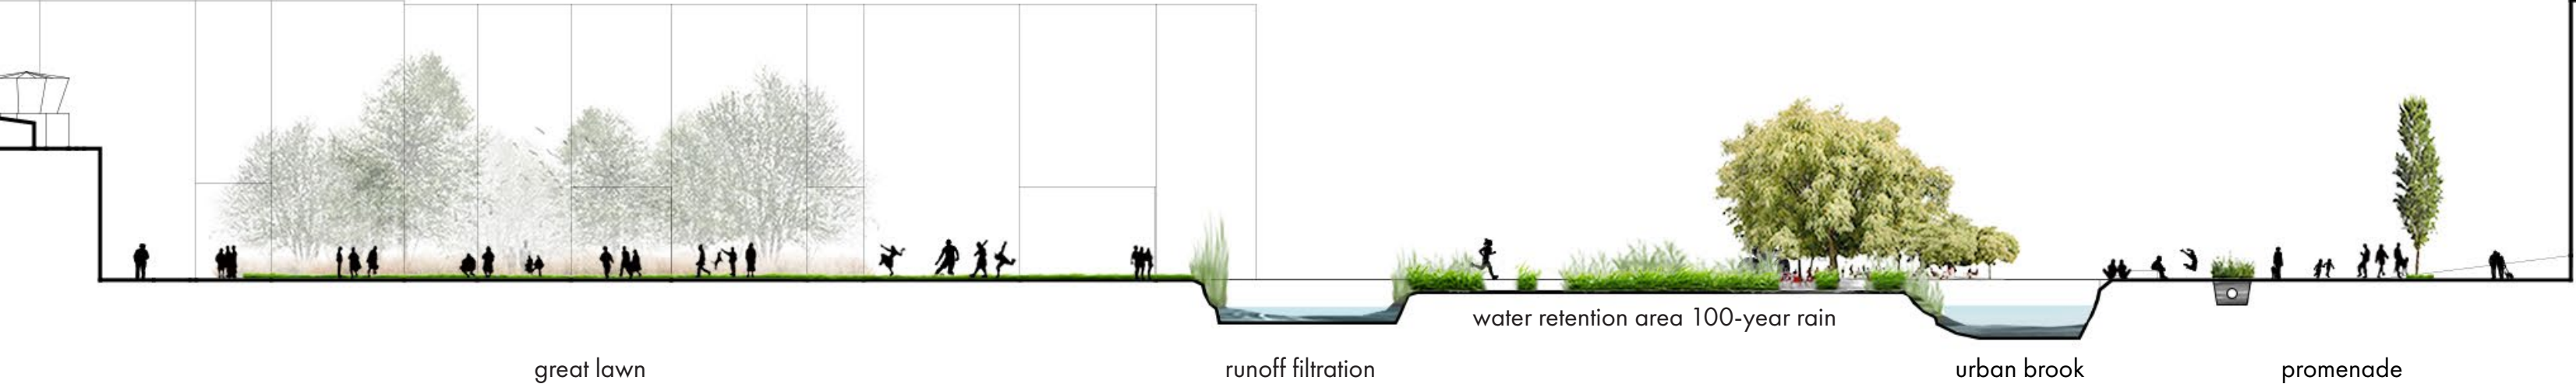 water retention area 100-year rain
great lawn
runoff filtration
urban brook
promenade